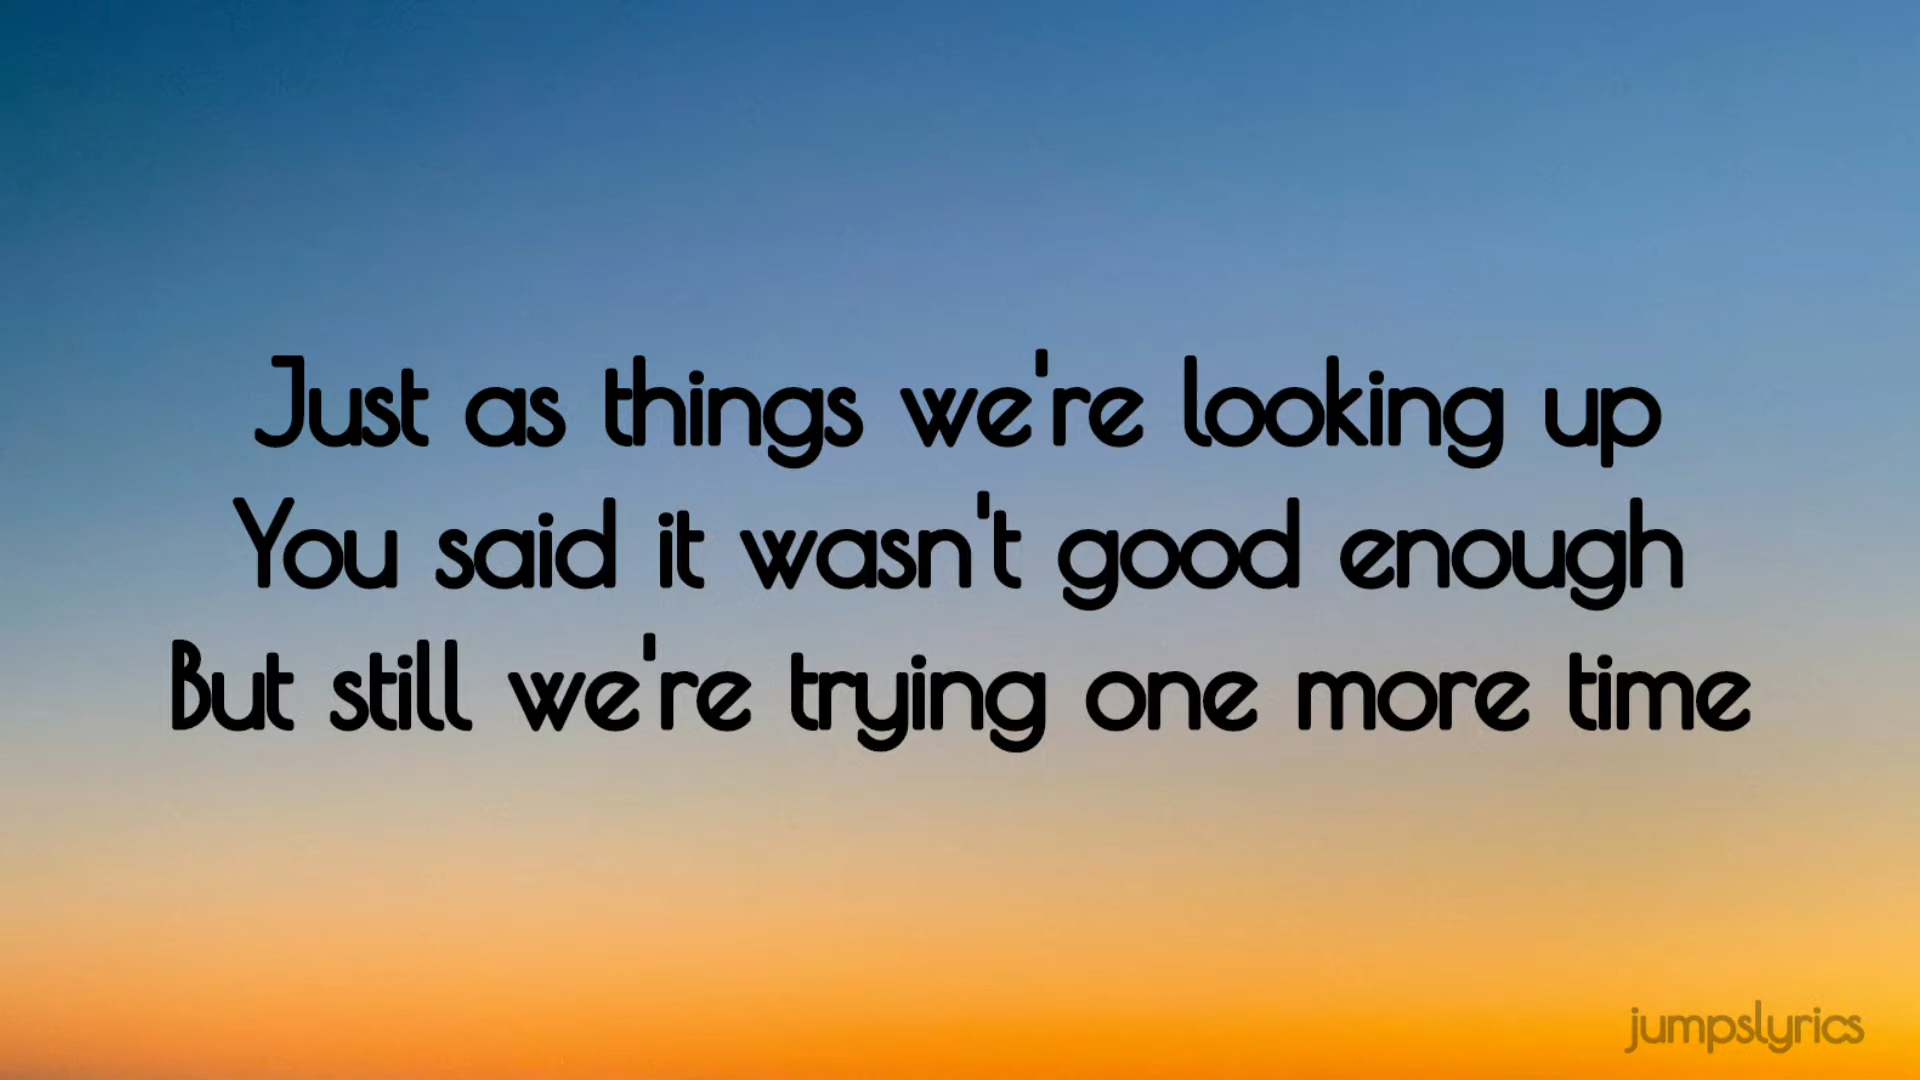 Just as things we're looking up
You said it wasn't good enough
But still we're trying one more time
jumpslyrics